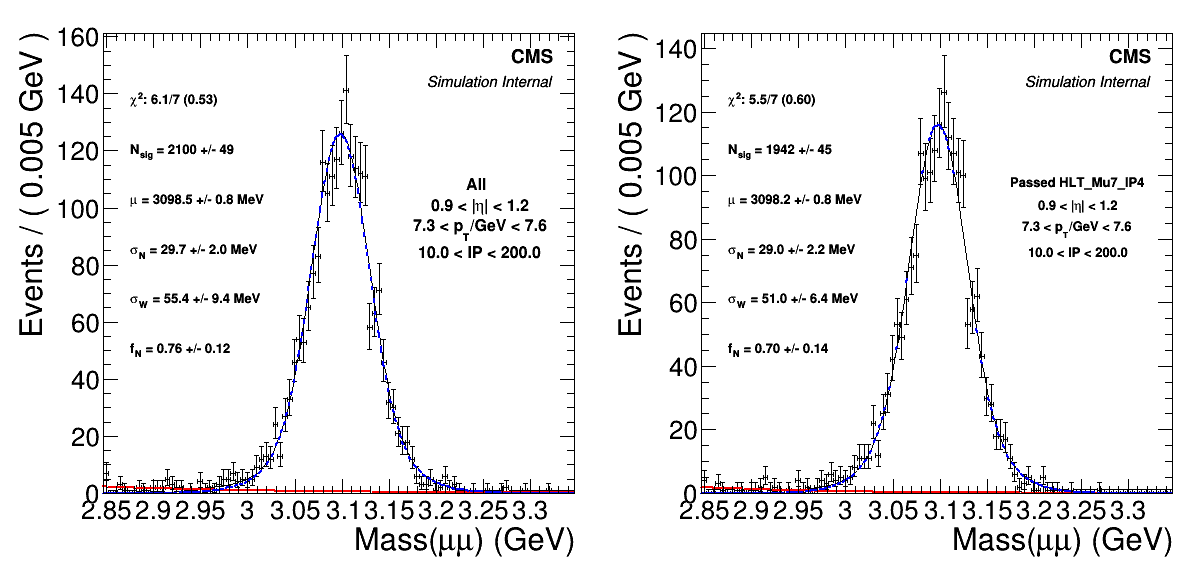 Events / ( 0.005 GeV )
160
140
120
100
80
60
40
20
0
CMS
Simulation Internal
χ²: 6.1/7 (0.53)
N_sig = 2100 +/- 49
μ = 3098.5 +/- 0.8 MeV
σ_N = 29.7 +/- 2.0 MeV
σ_W = 55.4 +/- 9.4 MeV
f_N = 0.76 +/- 0.12
All
0.9 < |η| < 1.2
7.3 < p_T/GeV < 7.6
10.0 < IP < 200.0
2.85 2.9 2.95 3 3.05 3.1 3.15 3.2 3.25 3.3
Mass(μμ) (GeV)
Events / ( 0.005 GeV )
140
120
100
80
60
40
20
0
CMS
Simulation Internal
χ²: 5.5/7 (0.60)
N_sig = 1942 +/- 45
μ = 3098.2 +/- 0.8 MeV
σ_N = 29.0 +/- 2.2 MeV
σ_W = 51.0 +/- 6.4 MeV
f_N = 0.70 +/- 0.14
Passed HLT_Mu7_IP4
0.9 < |η| < 1.2
7.3 < p_T/GeV < 7.6
10.0 < IP < 200.0
2.85 2.9 2.95 3 3.05 3.1 3.15 3.2 3.25 3.3
Mass(μμ) (GeV)